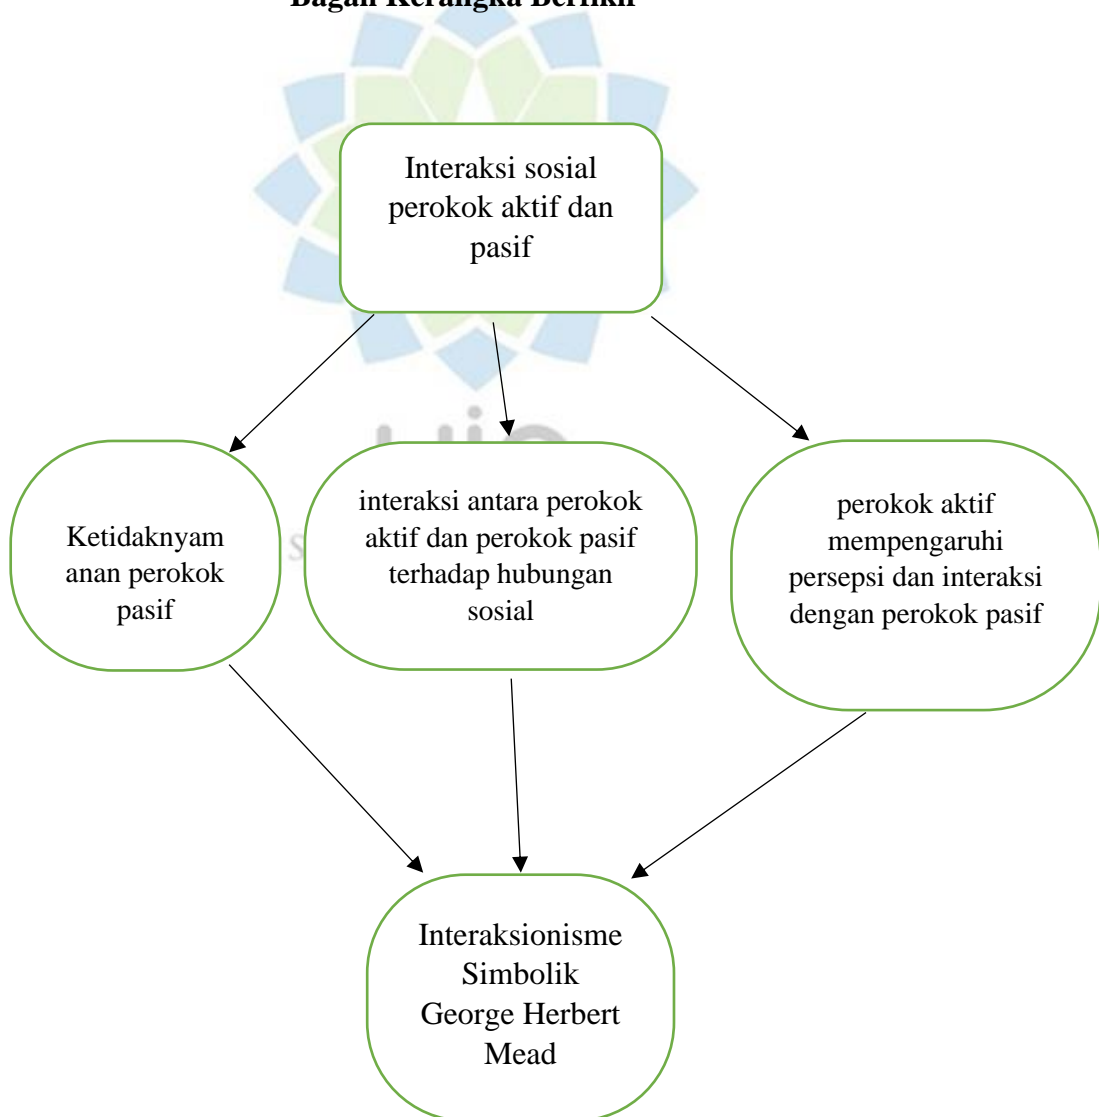 Bagan Kerangka Berfikir
Interaksi sosial
perokok aktif dan
pasif
Ketidaknyam
anan perokok
pasif
interaksi antara perokok
aktif dan perokok pasif
terhadap hubungan
sosial
perokok aktif
mempengaruhi
persepsi dan interaksi
dengan perokok pasif
Interaksionisme
Simbolik
George Herbert
Mead